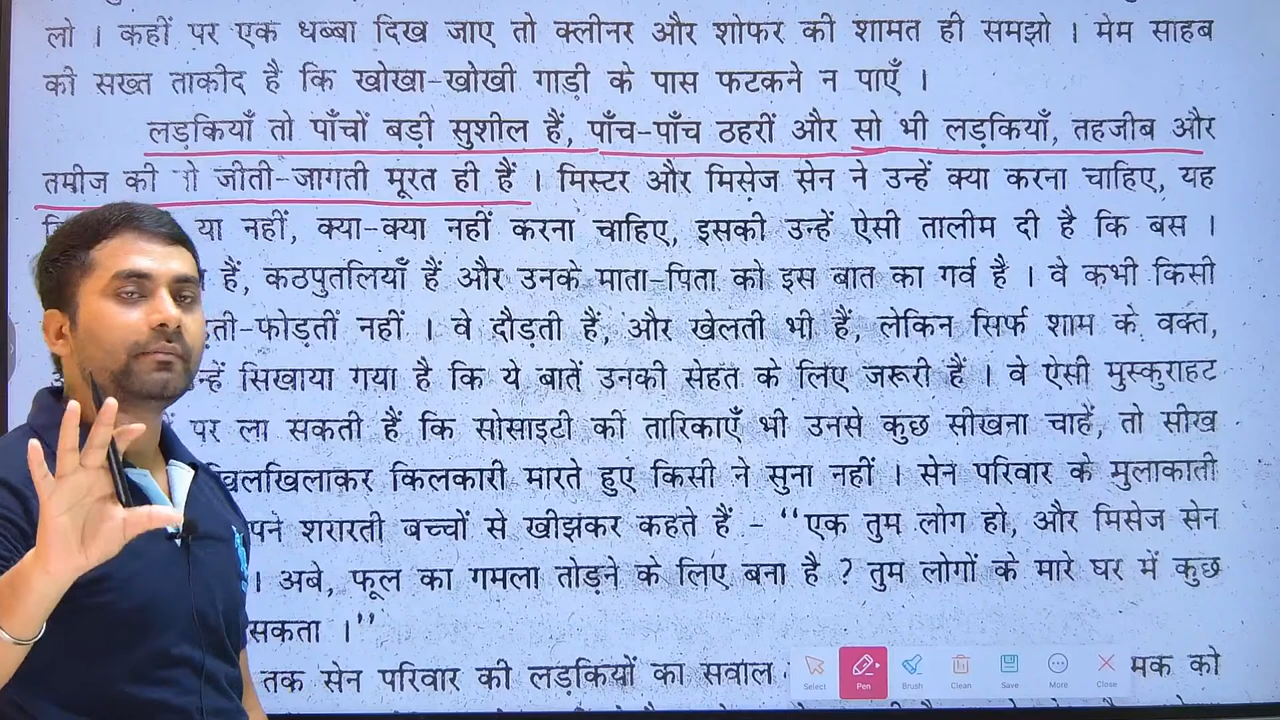 लो । कहीं पर एक धब्बा दिख जाए तो क्लीनर और शोफर की शामत ही समझो । मेम साहब
की सख्त ताकीद है कि खोखा-खोखी गाड़ी के पास फटकने न पाएँ ।
लड़कियाँ तो पाँचों बड़ी सुशील हैं, पाँच-पाँच ठहरीं और सो भी लड़कियाँ, तहजीब और
तमीज की जीती-जागती मूरत ही हैं । मिस्टर और मिसेज सेन ने उन्हें क्या करना चाहिए, यह
या नहीं, क्या-क्या नहीं करना चाहिए, इसकी उन्हें ऐसी तालीम दी है कि बस ।
हैं, कठपुतलियाँ हैं और उनके माता-पिता को इस बात का गर्व है । वे कभी किसी
ती-फोड़तीं नहीं । वे दौड़ती हैं, और खेलती भी हैं, लेकिन सिर्फ शाम के वक्त,
न्हें सिखाया गया है कि ये बातें उनकी सेहत के लिए जरूरी हैं । वे ऐसी मुस्कुराहट
पर ला सकती हैं कि सोसाइटी की तारिकाएँ भी उनसे कुछ सीखना चाहें, तो सीख
खिलखिलाकर किलकारी मारते हुए किसी ने सुना नहीं । सेन परिवार के मुलाकाती
पने शरारती बच्चों से खीझकर कहते हैं - ‘‘एक तुम लोग हो, और मिसेज सेन
। अबे, फूल का गमला तोड़ने के लिए बना है ? तुम लोगों के मारे घर में कुछ
सकता ।’’
तक सेन परिवार की लड़कियों का सवाल मक को
Select Pen Brush Clean Save More Close